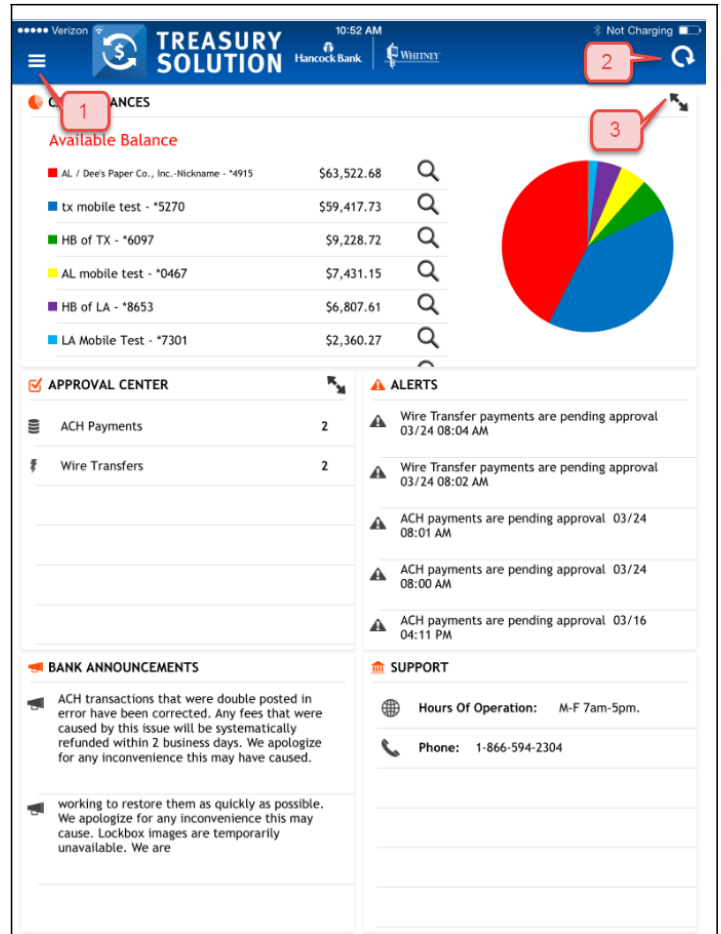 Verizon
10:52 AM
Not Charging
TREASURY
SOLUTION
Hancock Bank
WHITNEY
2
1
3
C ANCES
Available Balance
AL / Dee's Paper Co., Inc.-Nickname - *4915 $63,522.68
tx mobile test - *5270 $59,417.73
HB of TX - *6097 $9,228.72
AL mobile test - *0467 $7,431.15
HB of LA - *8653 $6,807.61
LA Mobile Test - *7301 $2,360.27
APPROVAL CENTER
ACH Payments 2
Wire Transfers 2
ALERTS
Wire Transfer payments are pending approval
03/24 08:04 AM
Wire Transfer payments are pending approval
03/24 08:02 AM
ACH payments are pending approval 03/24
08:01 AM
ACH payments are pending approval 03/24
08:00 AM
ACH payments are pending approval 03/16
04:11 PM
BANK ANNOUNCEMENTS
ACH transactions that were double posted in
error have been corrected. Any fees that were
caused by this issue will be systematically
refunded within 2 business days. We apologize
for any inconvenience this may have caused.
working to restore them as quickly as possible.
We apologize for any inconvenience this may
cause. Lockbox images are temporarily
unavailable. We are
SUPPORT
Hours Of Operation: M-F 7am-5pm.
Phone: 1-866-594-2304